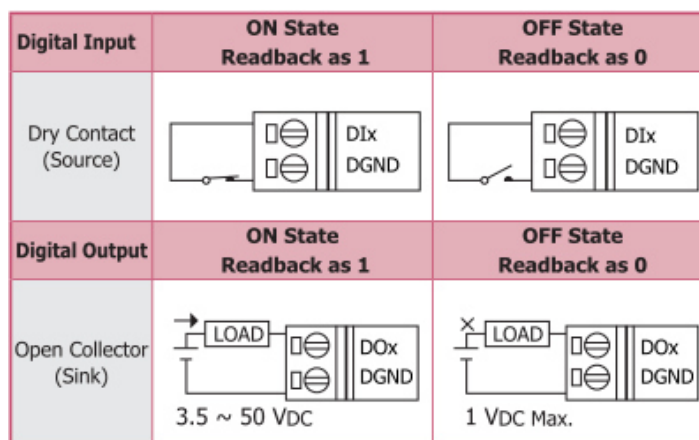 Digital Input
ON State
Readback as 1
OFF State
Readback as 0
Dry Contact
(Source)
DIx
DGND
DIx
DGND
Digital Output
ON State
Readback as 1
OFF State
Readback as 0
Open Collector
(Sink)
LOAD
DOx
DGND
3.5 ~ 50 VDC
LOAD
DOx
DGND
1 VDC Max.